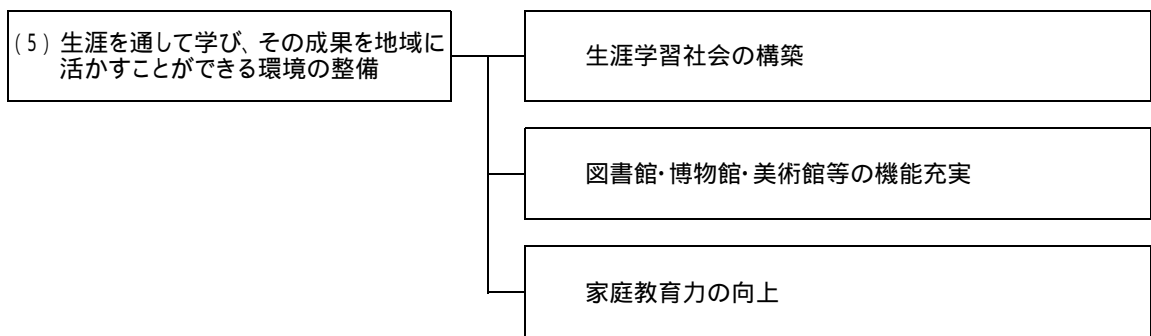 (5) 生涯を通して学び、その成果を地域に
活かすことができる環境の整備
生涯学習社会の構築
図書館・博物館・美術館等の機能充実
家庭教育力の向上